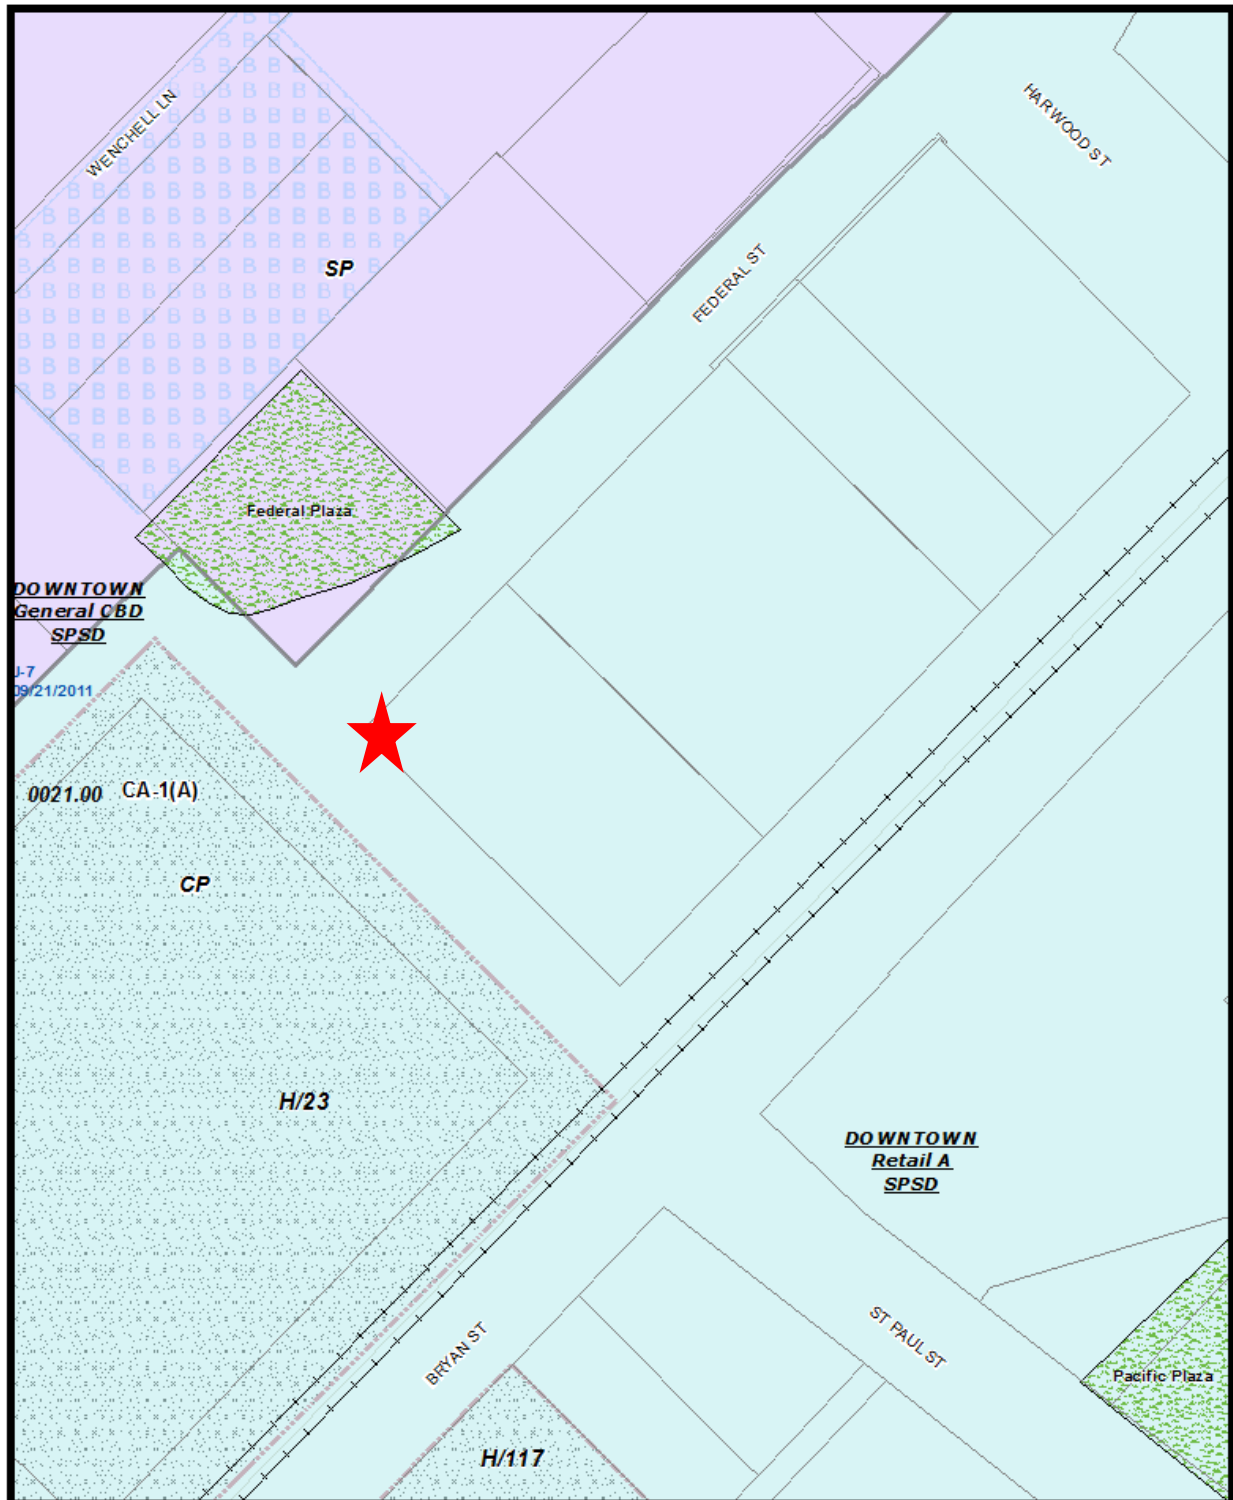 WENCHELL LN
HARWOOD ST
SP
FEDERAL ST
Federal Plaza
DOWNTOWN
General CBD
SPSD
J-7
09/21/2011
0021.00
CA-1(A)
CP
H/23
DOWNTOWN
Retail A
SPSD
BRYAN ST
ST PAUL ST
Pacific Plaza
H/117